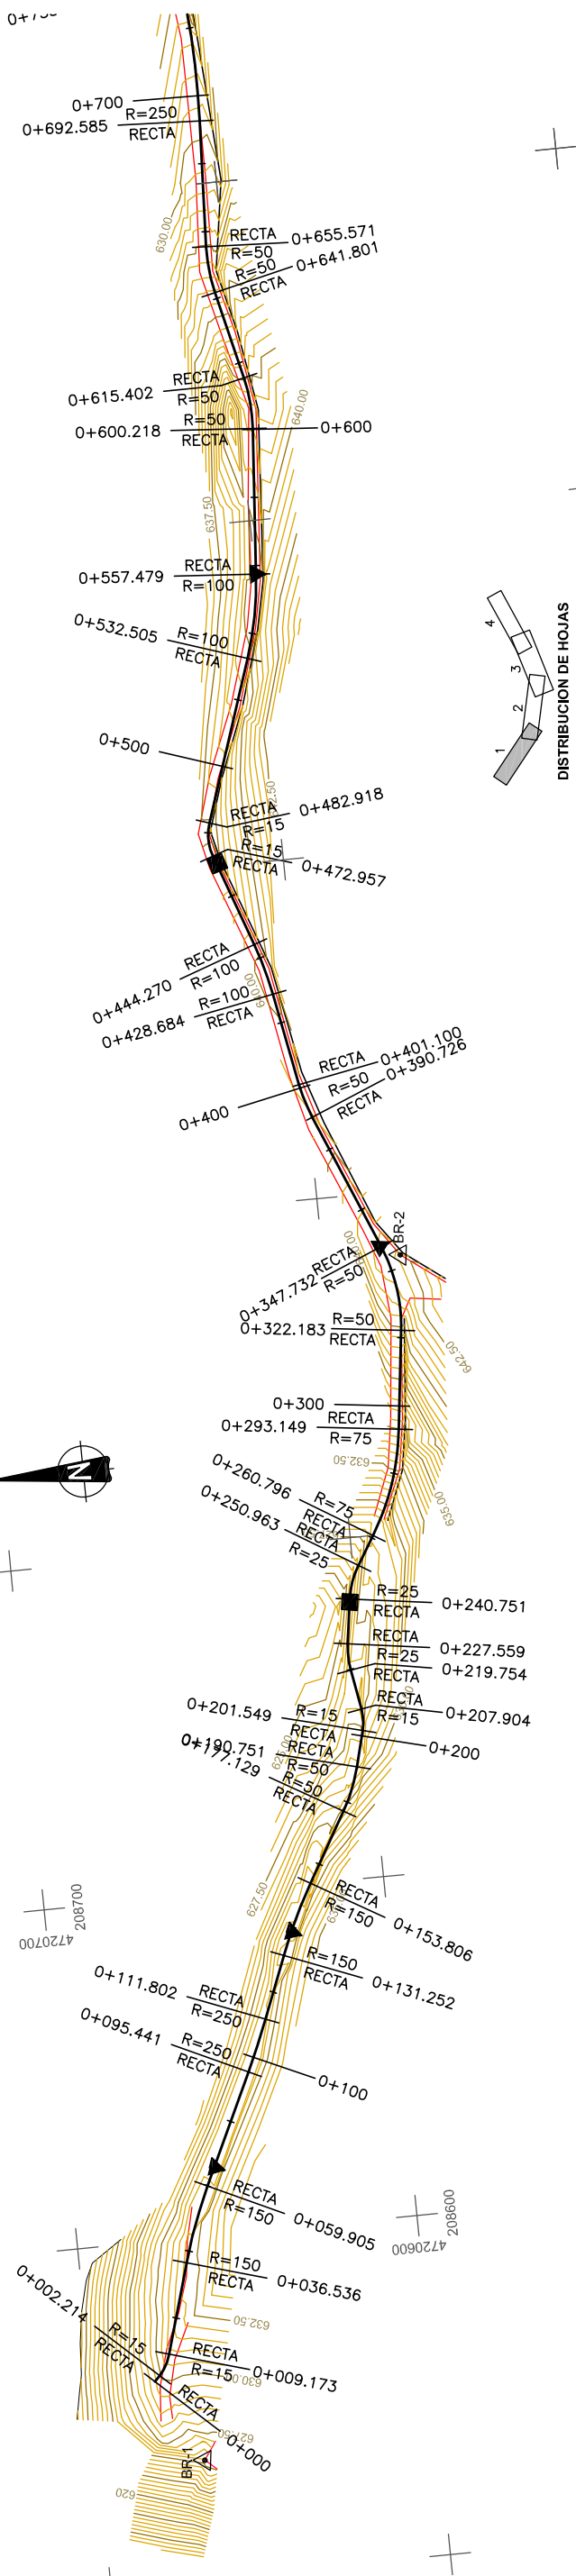 0+700
R=250
0+692.585
RECTA
630.00
RECTA
0+655.571
R=50
R=50
0+641.801
RECTA
RECTA
0+615.402
R=50
640.00
R=50
0+600.218
RECTA
0+600
637.50
RECTA
0+557.479
R=100
4
3
2
1
DISTRIBUCION DE HOJAS
0+532.505
R=100
RECTA
0+500
RECTA
0+482.918
R=15
R=15
RECTA
0+472.957
RECTA
0+444.270
R=100
R=100
0+428.684
RECTA
RECTA
0+401.100
R=50
0+390.726
RECTA
0+400
BR-2
RECTA
0+347.732
R=50
R=50
0+322.183
RECTA
642.50
0+300
RECTA
0+293.149
R=75
632.50
N
635.00
0+260.796
R=75
RECTA
0+250.963
RECTA
R=25
R=25
0+240.751
RECTA
RECTA
0+227.559
R=25
0+219.754
RECTA
RECTA
0+207.904
R=15
0+201.549
R=15
RECTA
0+200
0+190.751
RECTA
R=50
0+177.129
R=50
RECTA
627.50
RECTA
0+153.806
R=150
208700
4720700
R=150
0+131.252
RECTA
0+111.802
RECTA
R=250
0+095.441
R=250
RECTA
0+100
RECTA
0+059.905
R=150
208600
4720600
R=150
0+036.536
RECTA
0+002.214
R=15
RECTA
632.50
RECTA
0+009.173
R=15
630.00
RECTA
0+000
627.50
BR-1
620